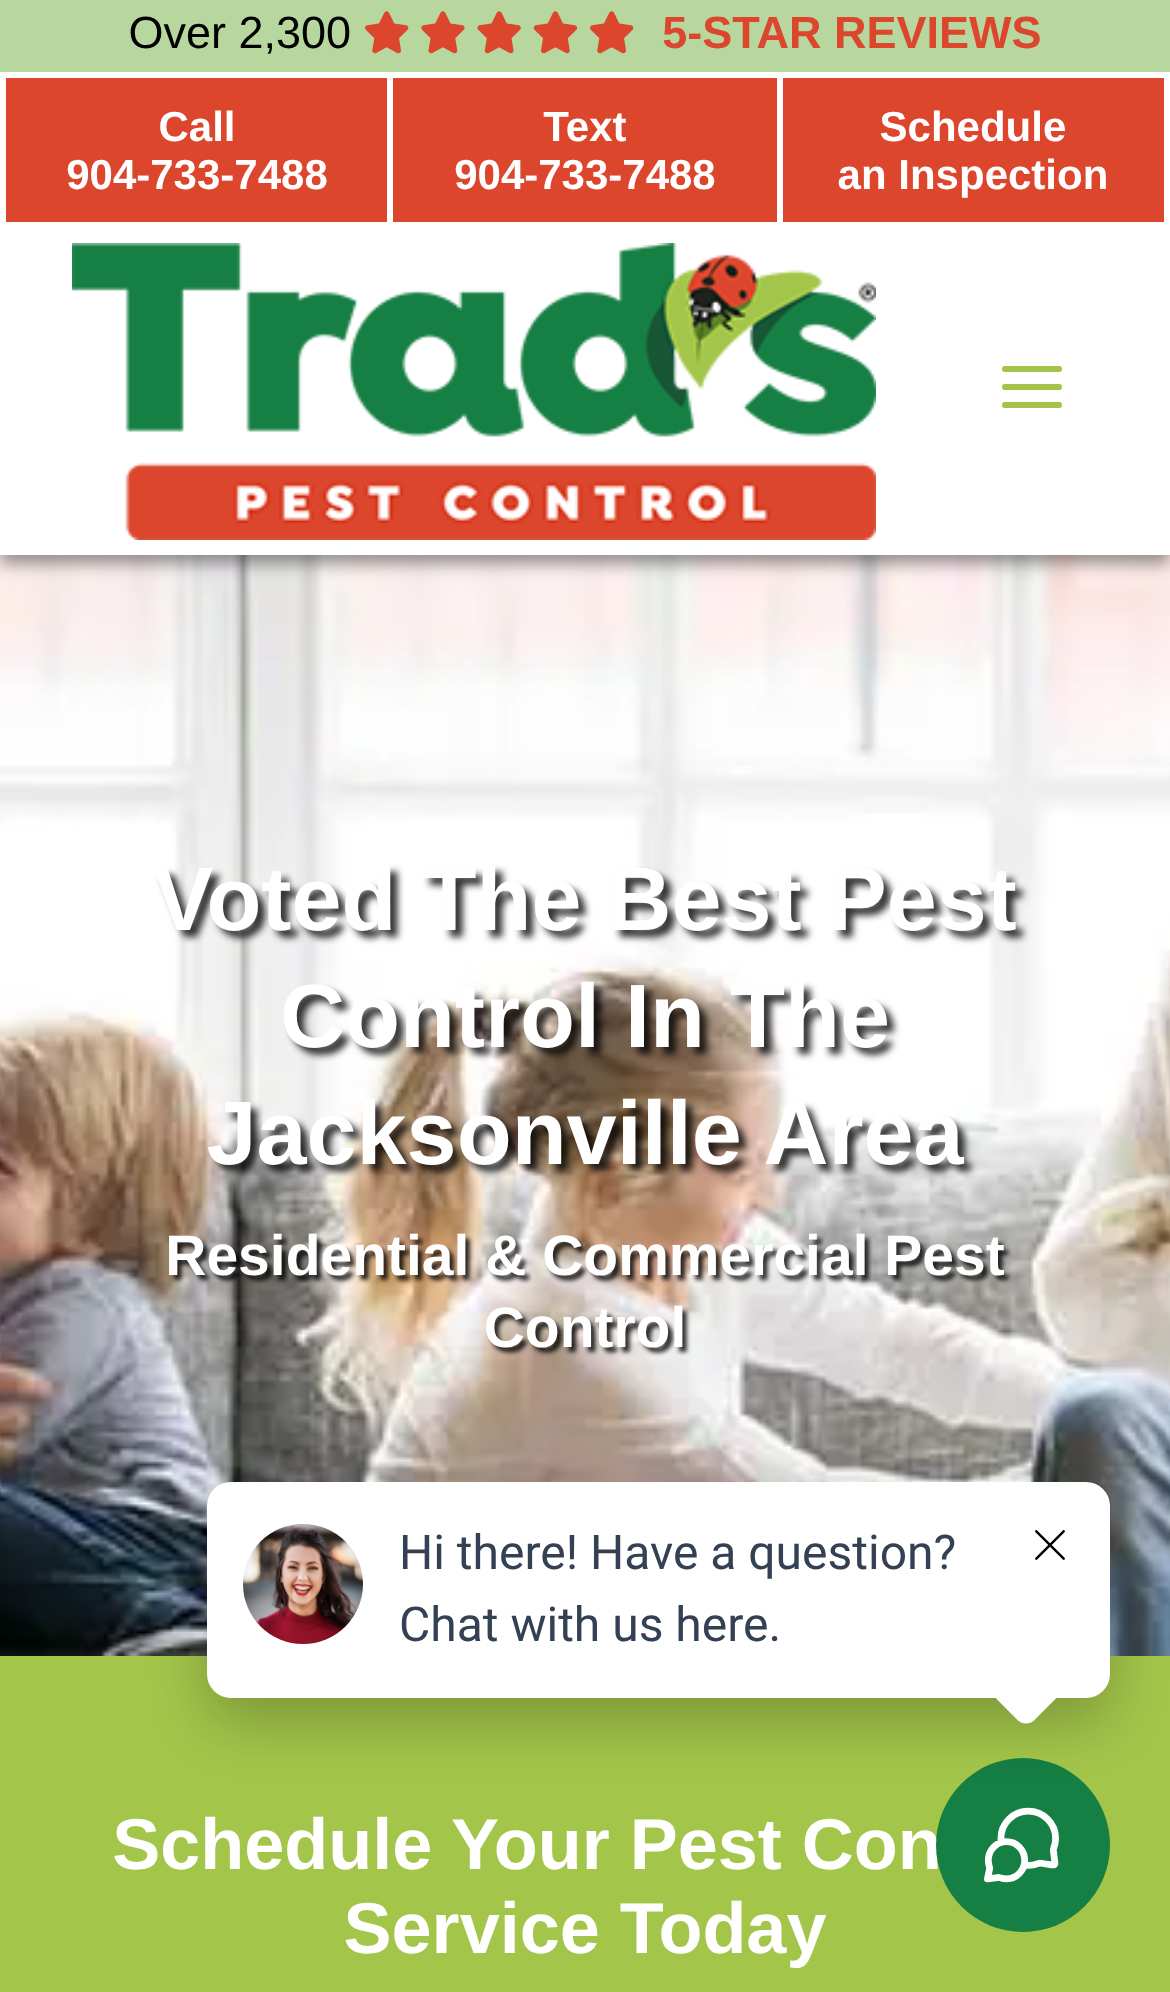 Over 2,300 ★★★★★ 5-STAR REVIEWS
Call
904-733-7488
Text
904-733-7488
Schedule
an Inspection
Trad's®
PEST CONTROL
Voted The Best Pest
Control In The
Jacksonville Area
Residential & Commercial Pest
Control
Hi there! Have a question?
Chat with us here.
Schedule Your Pest Con
Service Today